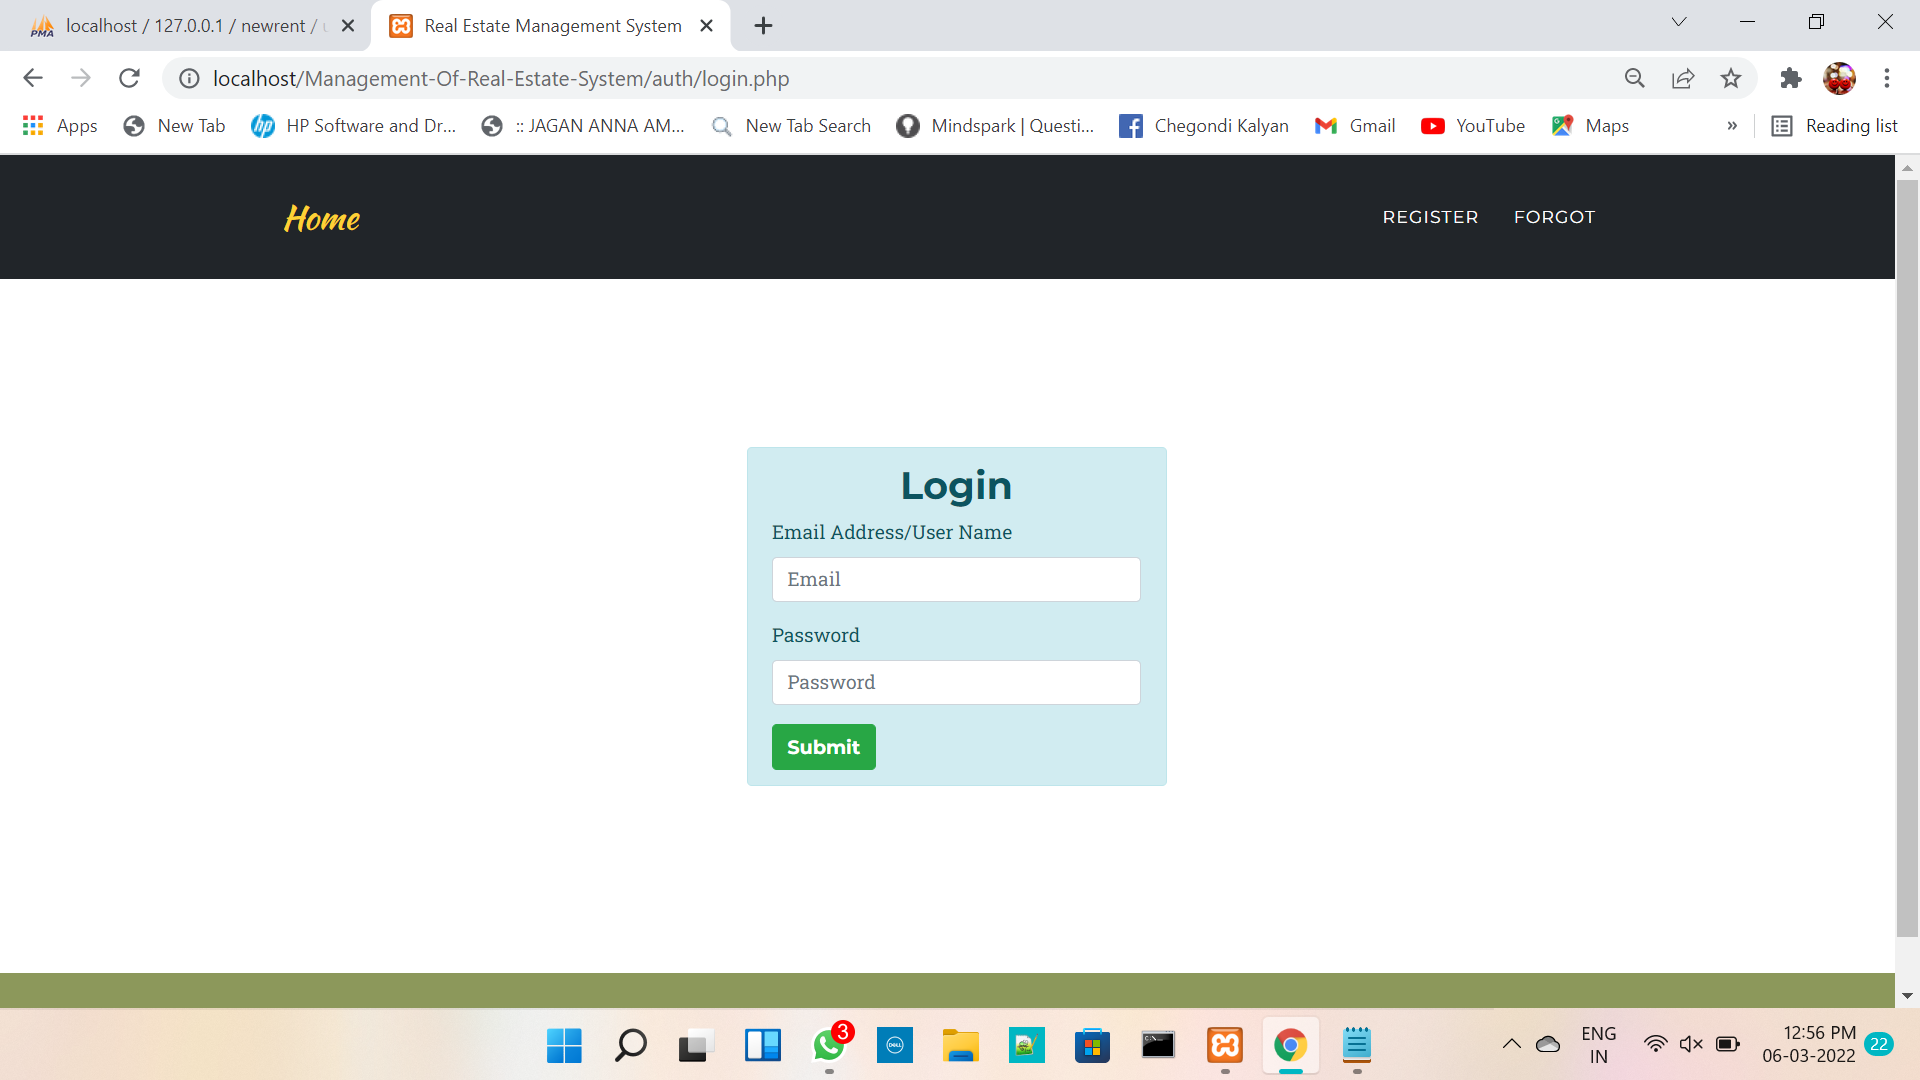 localhost / 127.0.0.1 / newrent /
Real Estate Management System
localhost/Management-Of-Real-Estate-System/auth/login.php
Apps
New Tab
HP Software and Dr...
:: JAGAN ANNA AM...
New Tab Search
Mindspark | Questi...
Chegondi Kalyan
Gmail
YouTube
Maps
»
Reading list
Home
REGISTER
FORGOT
Login
Email Address/User Name
Email
Password
Password
Submit
3
DELL
ENG
IN
12:56 PM
06-03-2022
22